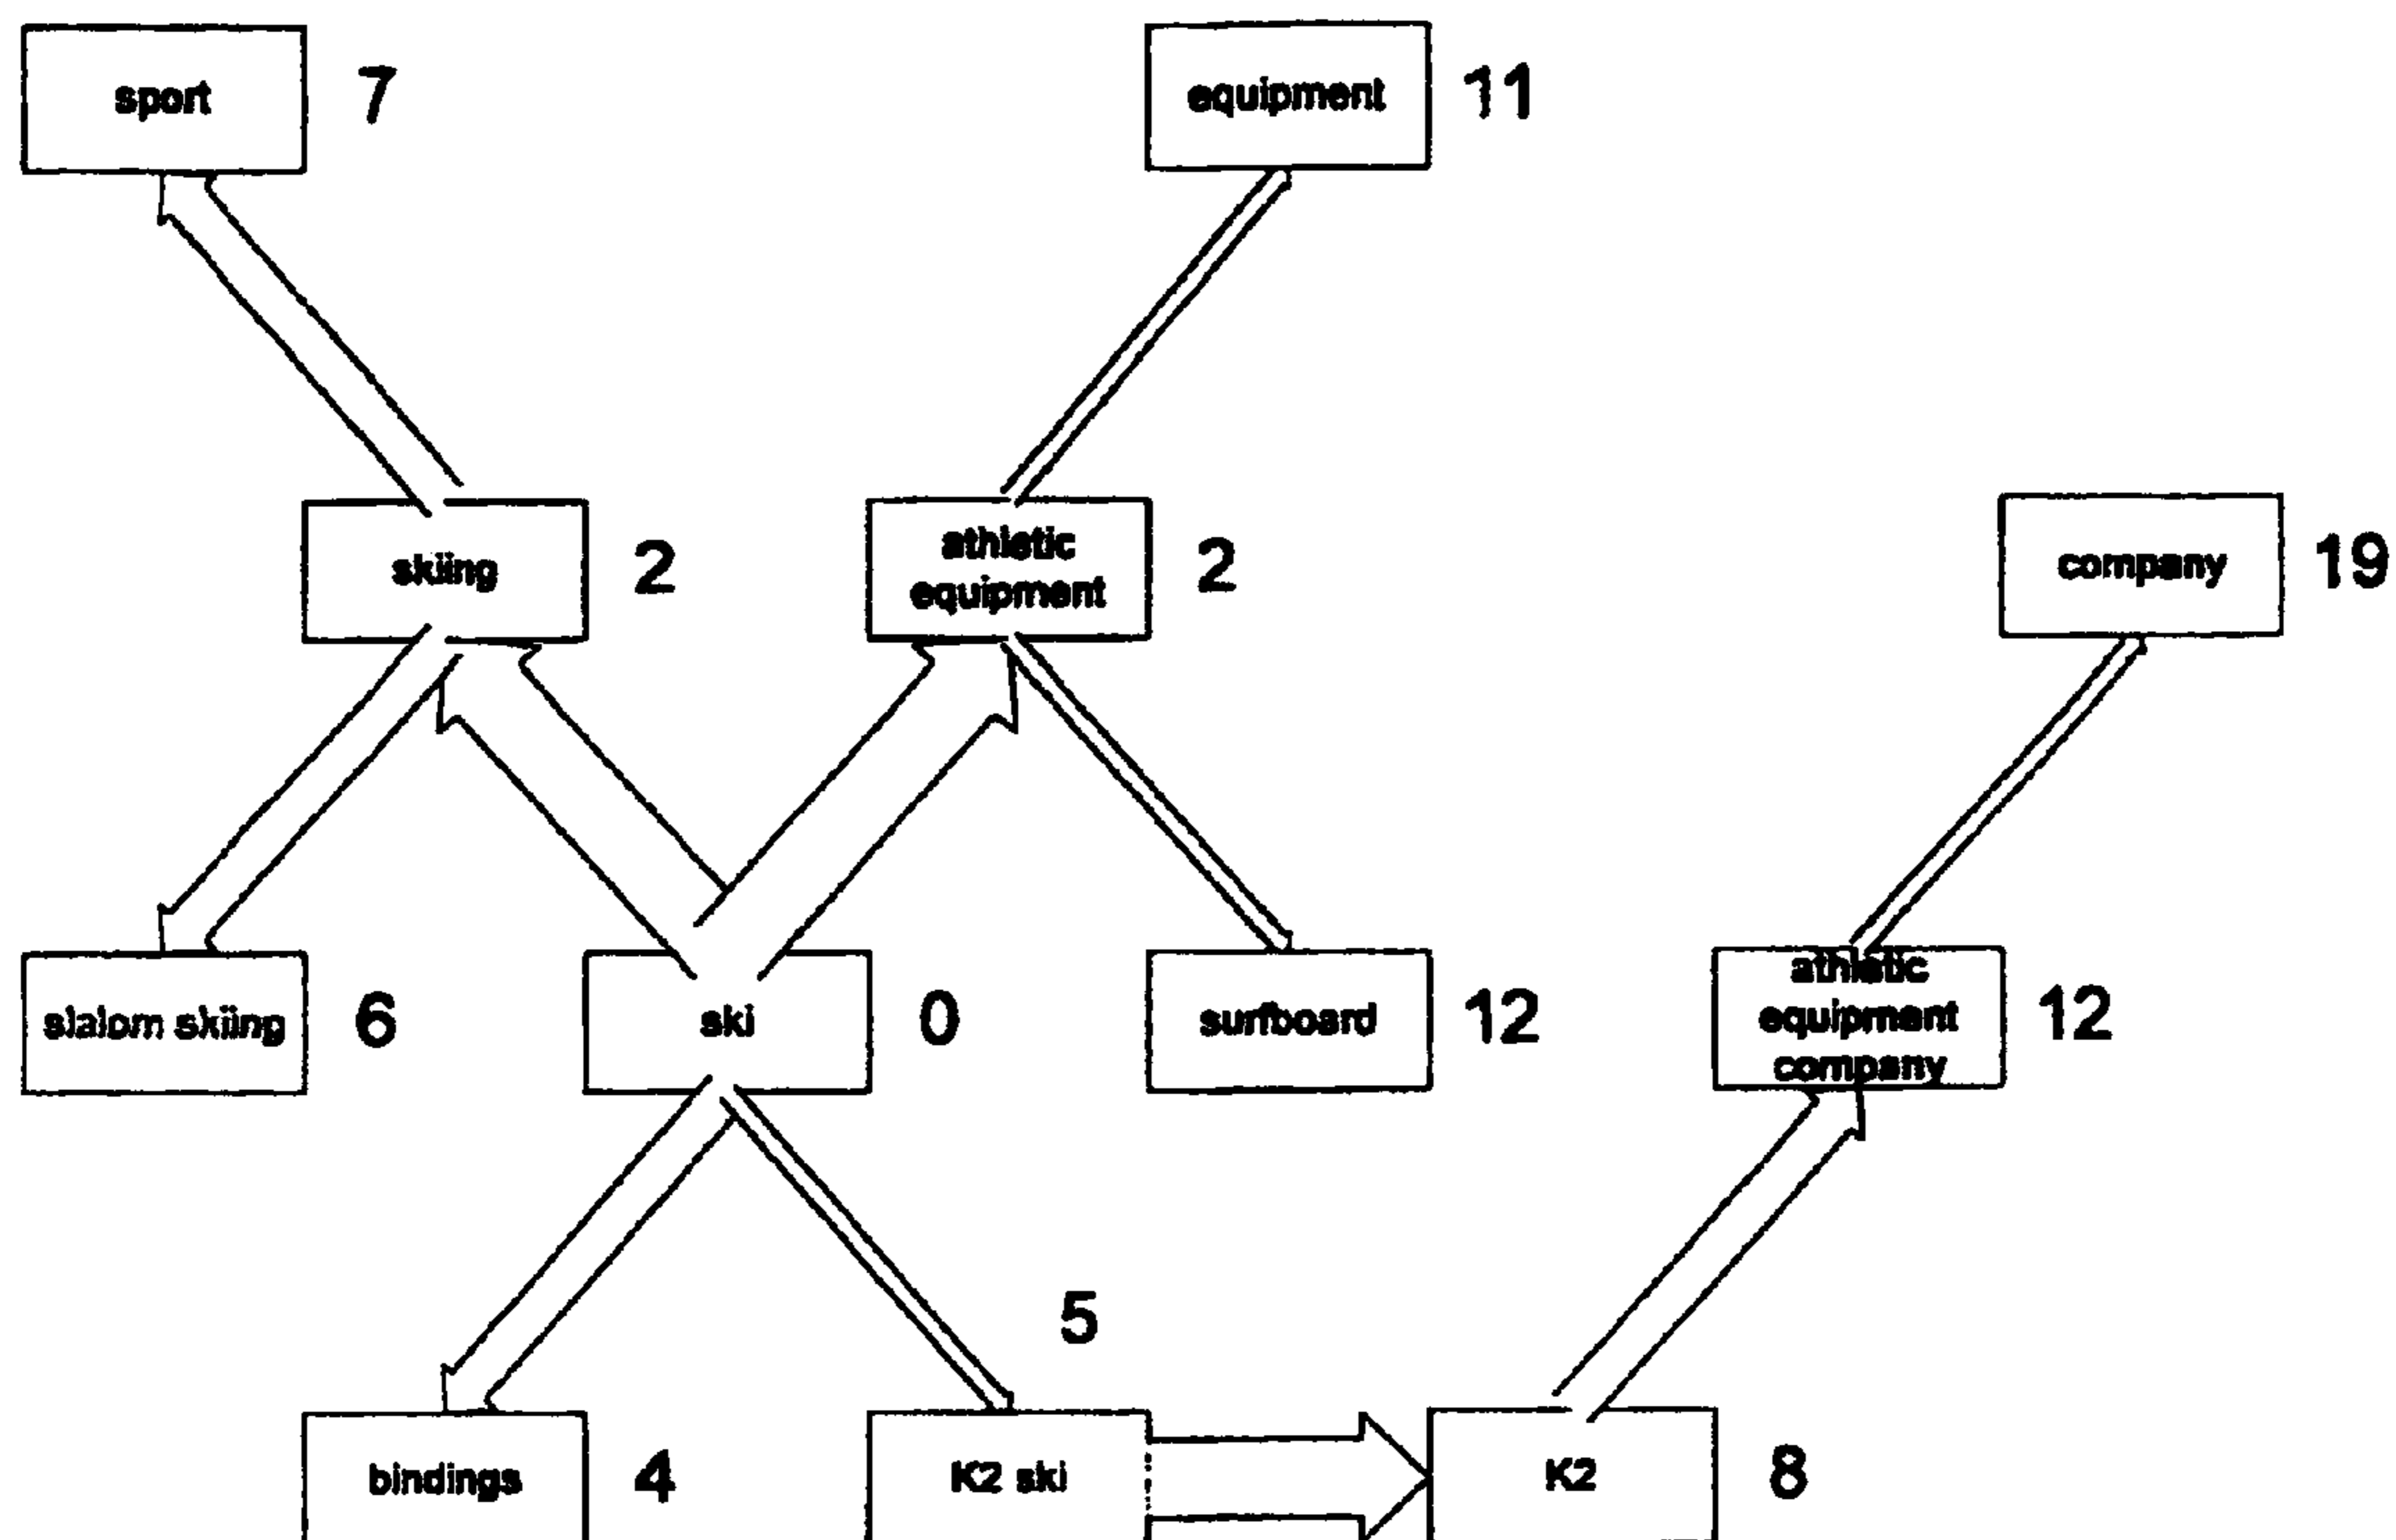 sport
7
equipment
11
skiing
2
athletic
equipment
2
company
19
slalom skiing
6
ski
0
surfboard
12
athletic
equipment
company
12
5
bindings
4
K2 ski
K2
8